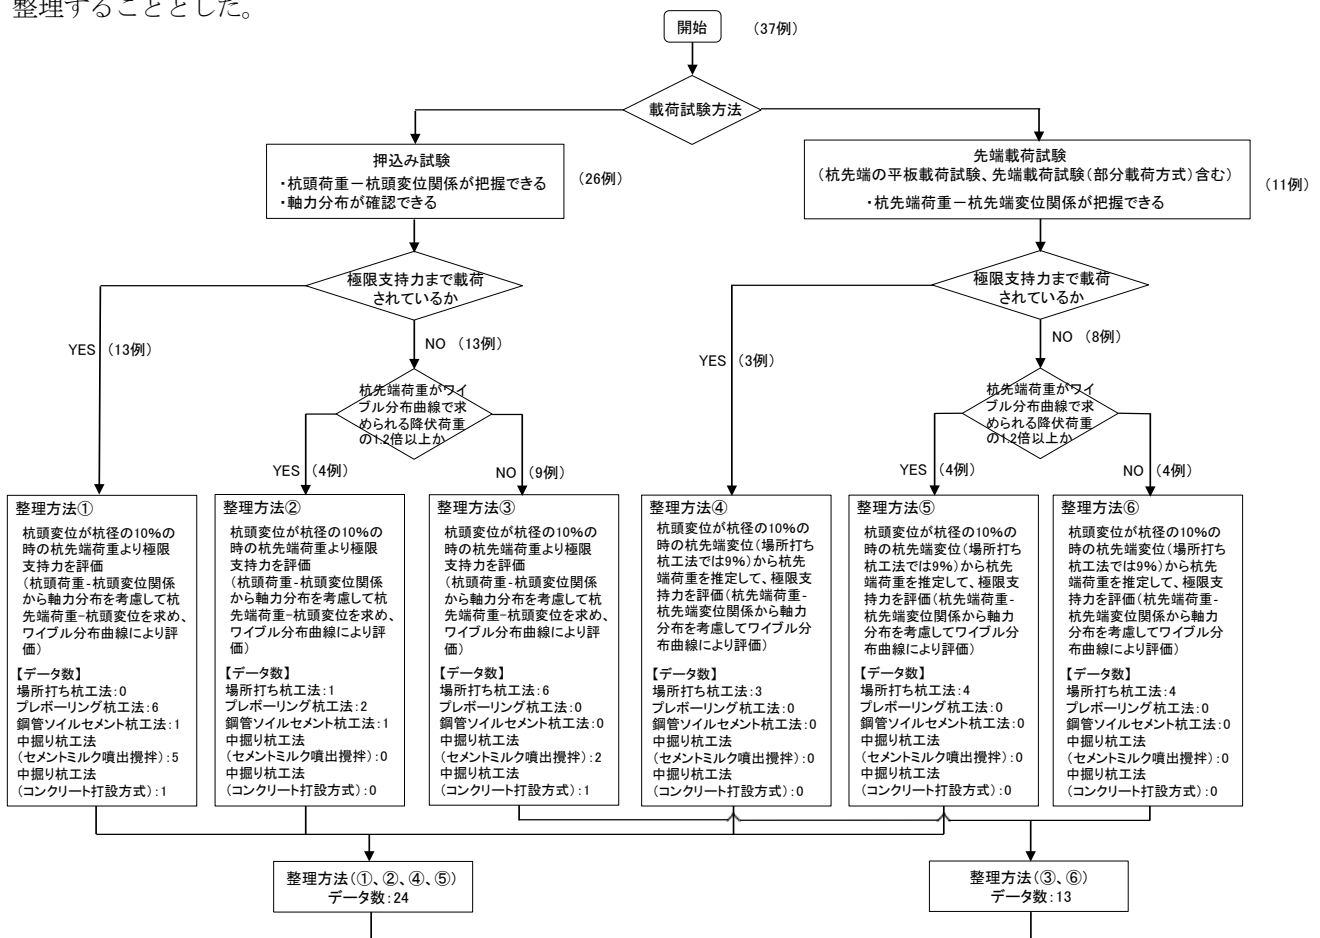 整理することとした。
開始
(37例)
載荷試験方法
押込み試験
・杭頭荷重－杭頭変位関係が把握できる
・軸力分布が確認できる
(26例)
先端載荷試験
(杭先端の平板載荷試験、先端載荷試験(部分載荷方式)含む)
・杭先端荷重－杭先端変位関係が把握できる
(11例)
極限支持力まで載荷
されているか
極限支持力まで載荷
されているか
YES (13例)
NO (13例)
YES (3例)
NO (8例)
杭先端荷重がワイ
ブル分布曲線で求
められる降伏荷重
の1.2倍以上か
杭先端荷重がワイ
ブル分布曲線で求
められる降伏荷重
の1.2倍以上か
YES (4例)
NO (9例)
YES (4例)
NO (4例)
整理方法①
杭頭変位が杭径の10%の
時の杭先端荷重より極限
支持力を評価
(杭頭荷重-杭頭変位関係
から軸力分布を考慮して杭
先端荷重-杭頭変位を求め、
ワイブル分布曲線により評
価)
【データ数】
場所打ち杭工法:0
プレボーリング杭工法:6
鋼管ソイルセメント杭工法:1
中掘り杭工法
(セメントミルク噴出攪拌):5
中掘り杭工法
(コンクリート打設方式):1
整理方法②
杭頭変位が杭径の10%の
時の杭先端荷重より極限
支持力を評価
(杭頭荷重-杭頭変位関係
から軸力分布を考慮して杭
先端荷重-杭頭変位を求め、
ワイブル分布曲線により評
価)
【データ数】
場所打ち杭工法:1
プレボーリング杭工法:2
鋼管ソイルセメント杭工法:1
中掘り杭工法
(セメントミルク噴出攪拌):0
中掘り杭工法
(コンクリート打設方式):0
整理方法③
杭頭変位が杭径の10%の
時の杭先端荷重より極限
支持力を評価
(杭頭荷重-杭頭変位関係
から軸力分布を考慮して杭
先端荷重-杭頭変位を求め、
ワイブル分布曲線により評
価)
【データ数】
場所打ち杭工法:6
プレボーリング杭工法:0
鋼管ソイルセメント杭工法:0
中掘り杭工法
(セメントミルク噴出攪拌):2
中掘り杭工法
(コンクリート打設方式):1
整理方法④
杭頭変位が杭径の10%の
時の杭先端変位(場所打ち
杭工法では9%)から杭先
端荷重を推定して、極限支
持力を評価(杭先端荷重-
杭先端変位関係から軸力
分布を考慮してワイブル分
布曲線により評価)
【データ数】
場所打ち杭工法:3
プレボーリング杭工法:0
鋼管ソイルセメント杭工法:0
中掘り杭工法
(セメントミルク噴出攪拌):0
中掘り杭工法
(コンクリート打設方式):0
整理方法⑤
杭頭変位が杭径の10%の
時の杭先端変位(場所打ち
杭工法では9%)から杭先
端荷重を推定して、極限支
持力を評価(杭先端荷重-
杭先端変位関係から軸力
分布を考慮してワイブル分
布曲線により評価)
【データ数】
場所打ち杭工法:4
プレボーリング杭工法:0
鋼管ソイルセメント杭工法:0
中掘り杭工法
(セメントミルク噴出攪拌):0
中掘り杭工法
(コンクリート打設方式):0
整理方法⑥
杭頭変位が杭径の10%の
時の杭先端変位(場所打ち
杭工法では9%)から杭先
端荷重を推定して、極限支
持力を評価(杭先端荷重-
杭先端変位関係から軸力
分布を考慮してワイブル分
布曲線により評価)
【データ数】
場所打ち杭工法:4
プレボーリング杭工法:0
鋼管ソイルセメント杭工法:0
中掘り杭工法
(セメントミルク噴出攪拌):0
中掘り杭工法
(コンクリート打設方式):0
整理方法(①、②、④、⑤)
データ数:24
整理方法(③、⑥)
データ数:13